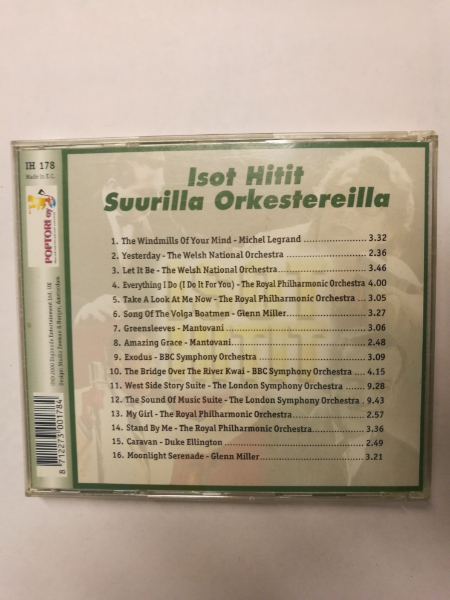 Isot Hitit
Suurilla Orkestereilla
1. The Windmills Of Your Mind - Michel Legrand ........................ 3.32
2. Yesterday - The Welsh National Orchestra ............................ 2.36
3. Let It Be - The Welsh National Orchestra .............................. 3.46
4. Everything I Do (I Do It For You) - The Royal Philharmonic Orchestra 4.00
5. Take A Look At Me Now - The Royal Philharmonic Orchestra ... 3.05
6. Song Of The Volga Boatmen - Glenn Miller .......................... 3.27
7. Greensleeves - Mantovani .................................................. 3.06
8. Amazing Grace - Mantovani ................................................ 2.48
9. Exodus - BBC Symphony Orchestra ...................................... 3.09
10. The Bridge Over The River Kwai - BBC Symphony Orchestra .... 4.15
11. West Side Story Suite - The London Symphony Orchestra ....... 9.28
12. The Sound Of Music Suite - The London Symphony Orchestra . 9.43
13. My Girl - The Royal Philharmonic Orchestra .......................... 2.57
14. Stand By Me - The Royal Philharmonic Orchestra ................... 3.36
15. Caravan - Duke Ellington ................................................... 2.49
16. Moonlight Serenade - Glenn Miller ...................................... 3.21
IH 178
Made in E.C.
POPTORI oy
8 712273 001784